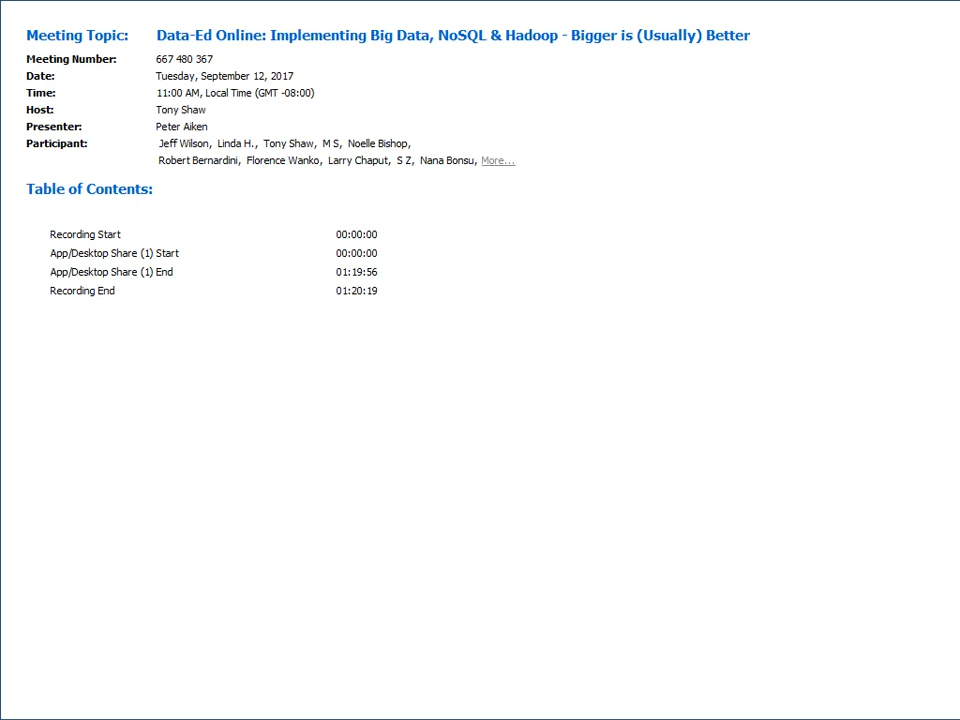 Meeting Topic: Data-Ed Online: Implementing Big Data, NoSQL & Hadoop - Bigger is (Usually) Better
Meeting Number: 667 480 367
Date: Tuesday, September 12, 2017
Time: 11:00 AM, Local Time (GMT -08:00)
Host: Tony Shaw
Presenter: Peter Aiken
Participant: Jeff Wilson, Linda H., Tony Shaw, M S, Noelle Bishop,
Robert Bernardini, Florence Wanko, Larry Chaput, S Z, Nana Bonsu, More...
Table of Contents:
Recording Start 00:00:00
App/Desktop Share (1) Start 00:00:00
App/Desktop Share (1) End 01:19:56
Recording End 01:20:19